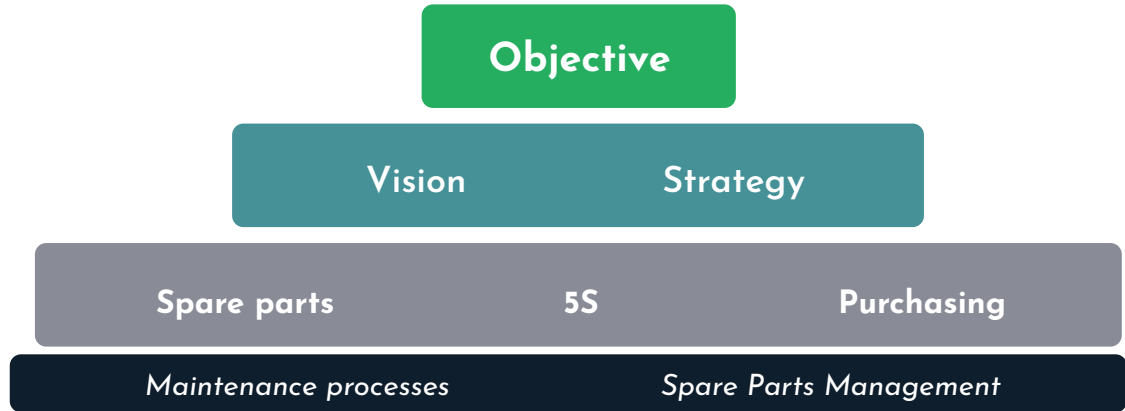 Objective
Vision Strategy
Spare parts 5S Purchasing
Maintenance processes Spare Parts Management